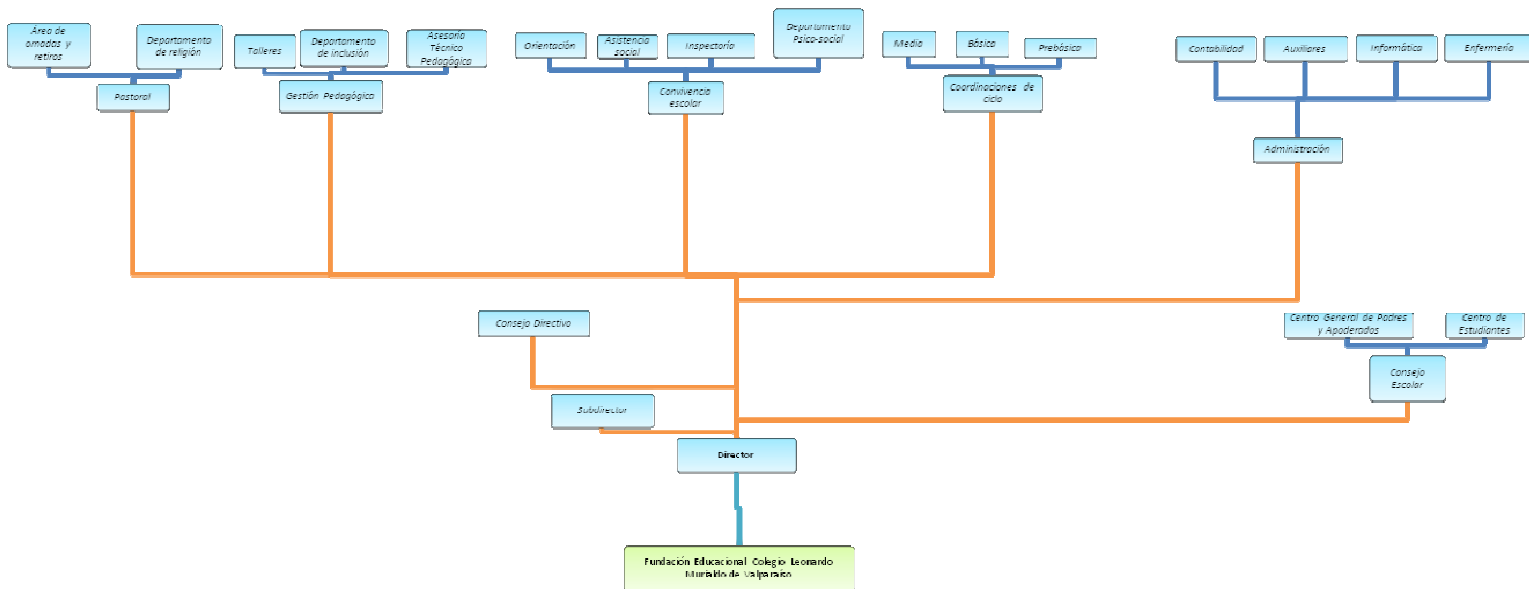 Área de
omadas y
retiros
Departamento
de religión
Talleres
Departamento
de inclusión
Asesoría
Técnico
Pedagógica
Orientación
Asistencia
social
Inspectoría
Departamento
Psico-social
Media
Básica
Prebásica
Contabilidad
Auxiliares
Informática
Enfermería
Pastoral
Gestión Pedagógica
Convivencia
escolar
Coordinaciones de
ciclo
Administración
Consejo Directivo
Centro General de Padres
y Apoderados
Centro de
Estudiantes
Consejo
Escolar
Subdirector
Director
Fundación Educacional Colegio Leonardo
Murialdo de Valparaíso